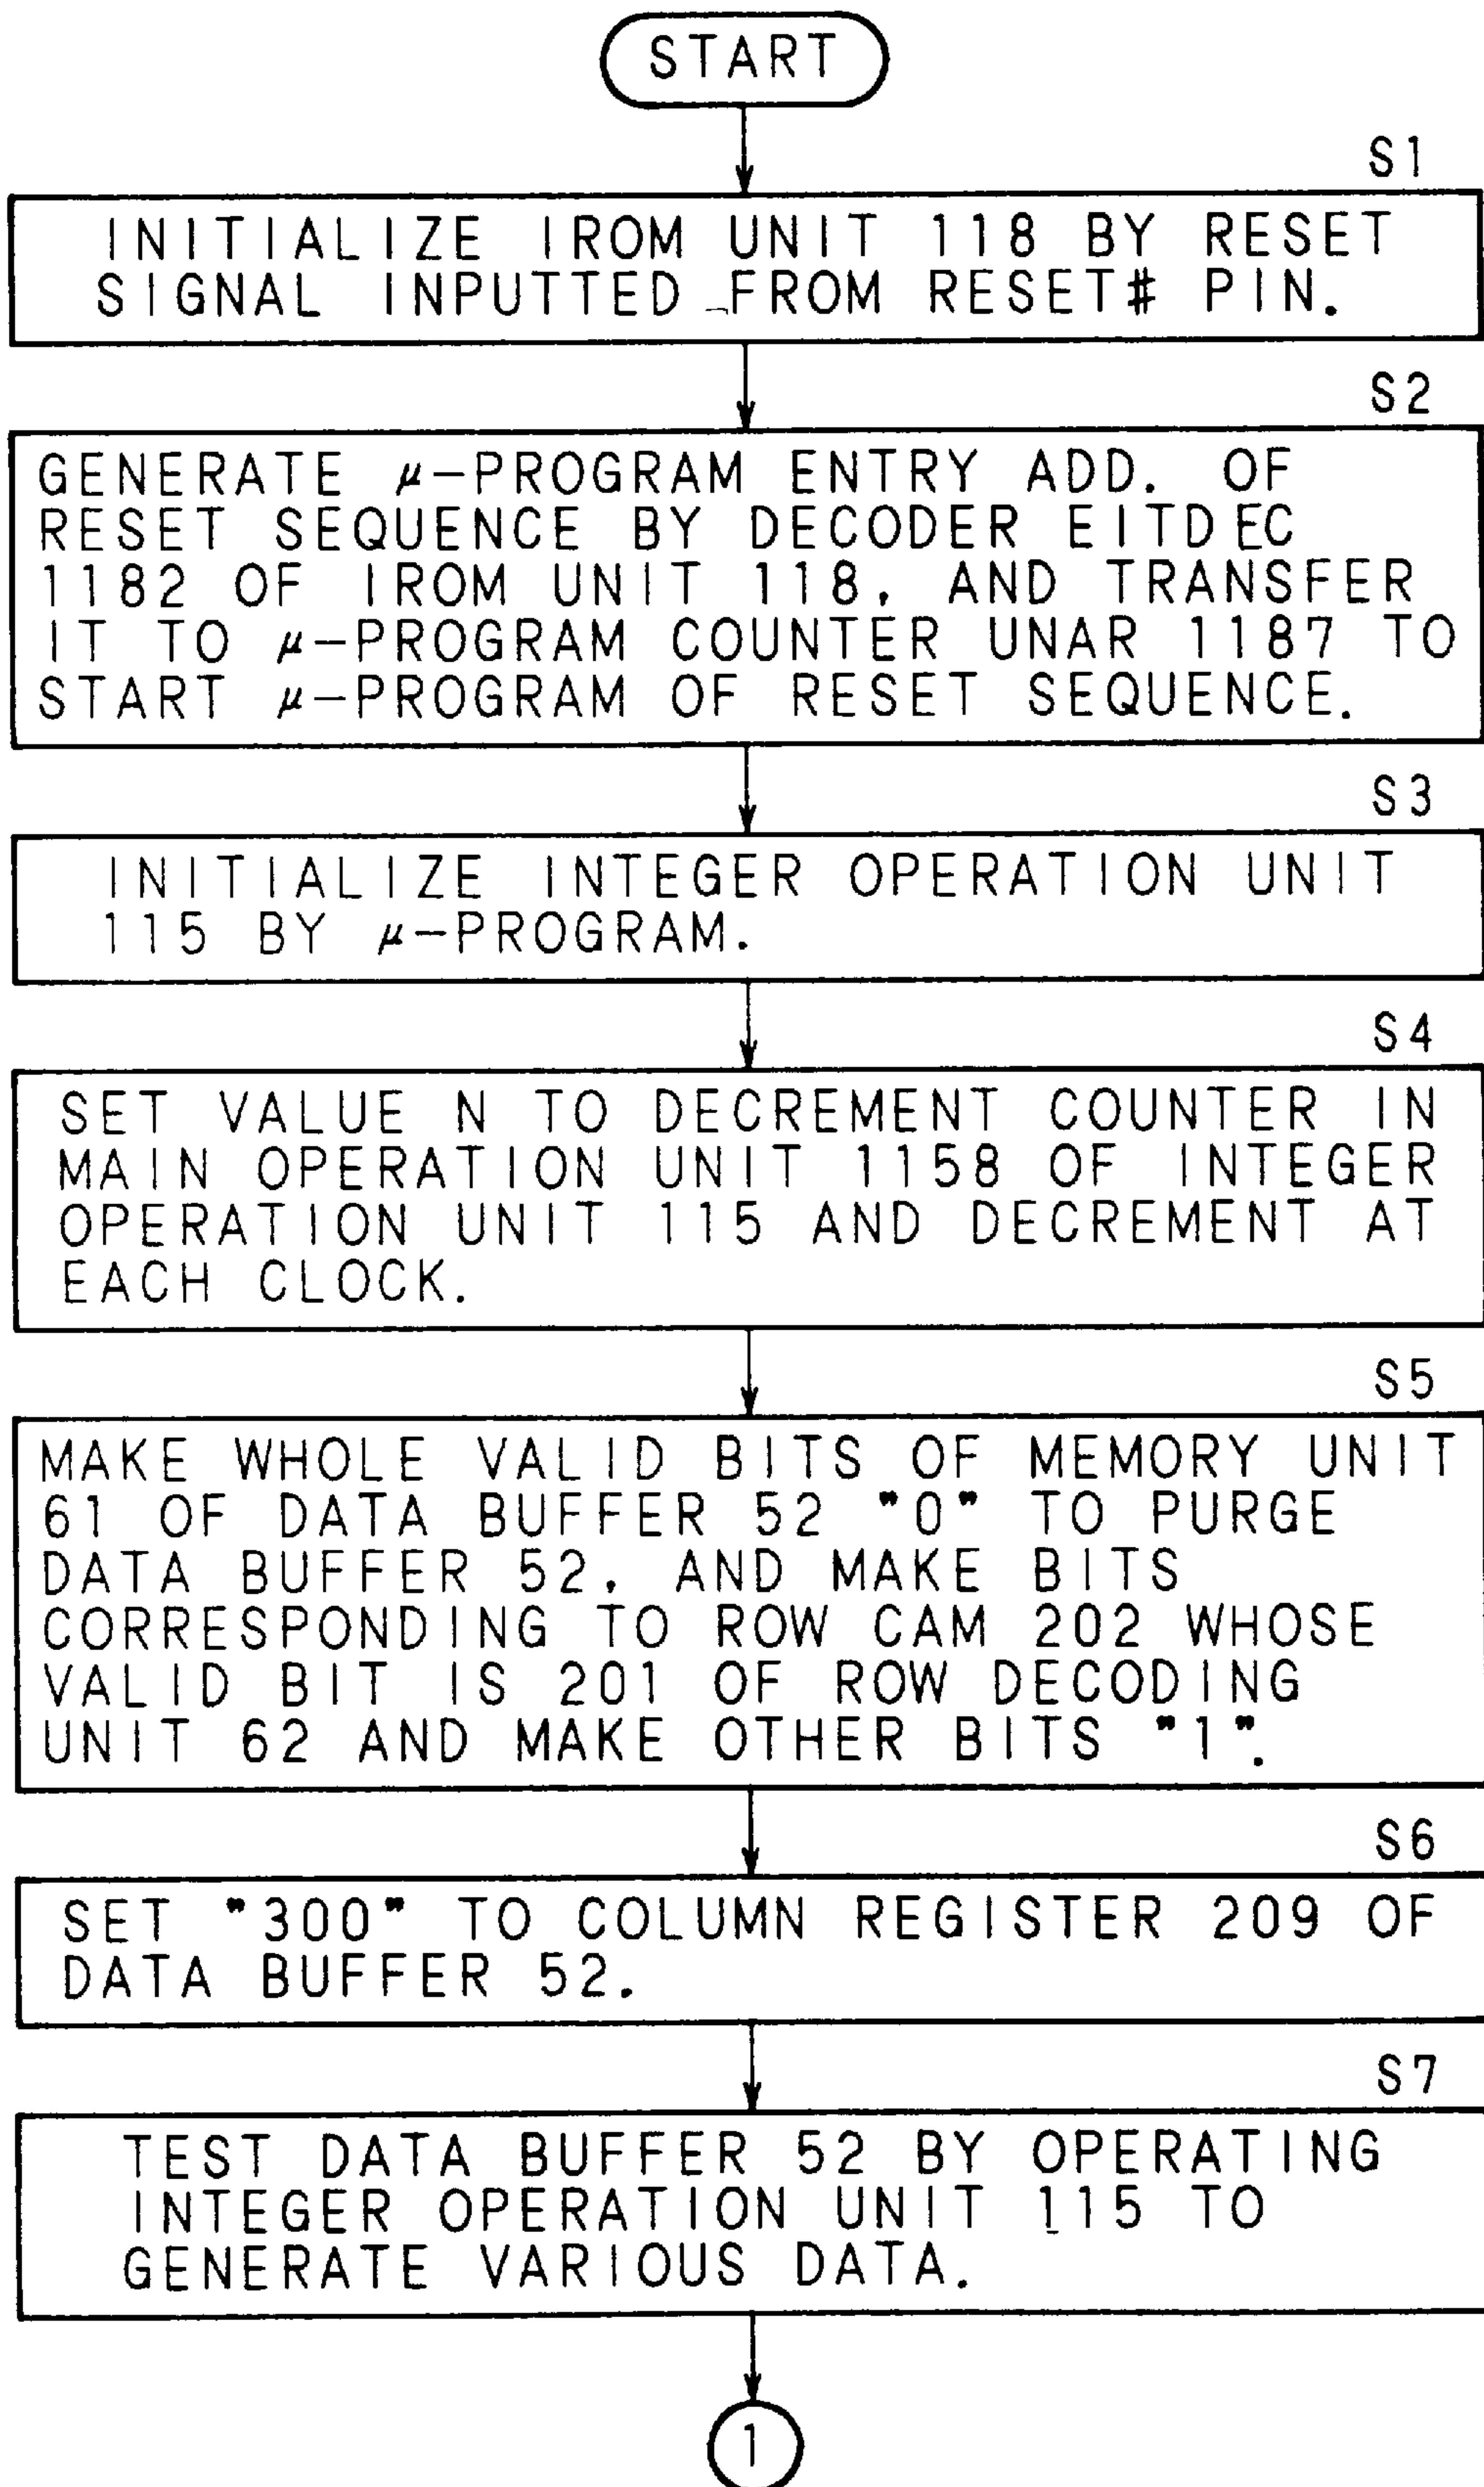 START
S1
INITIALIZE IROM UNIT 118 BY RESET
SIGNAL INPUTTED FROM RESET# PIN.
S2
GENERATE μ-PROGRAM ENTRY ADD. OF
RESET SEQUENCE BY DECODER EITDEC
1182 OF IROM UNIT 118, AND TRANSFER
IT TO μ-PROGRAM COUNTER UNAR 1187 TO
START μ-PROGRAM OF RESET SEQUENCE.
S3
INITIALIZE INTEGER OPERATION UNIT
115 BY μ-PROGRAM.
S4
SET VALUE N TO DECREMENT COUNTER IN
MAIN OPERATION UNIT 1158 OF INTEGER
OPERATION UNIT 115 AND DECREMENT AT
EACH CLOCK.
S5
MAKE WHOLE VALID BITS OF MEMORY UNIT
61 OF DATA BUFFER 52 "0" TO PURGE
DATA BUFFER 52, AND MAKE BITS
CORRESPONDING TO ROW CAM 202 WHOSE
VALID BIT IS 201 OF ROW DECODING
UNIT 62 AND MAKE OTHER BITS "1".
S6
SET "300" TO COLUMN REGISTER 209 OF
DATA BUFFER 52.
S7
TEST DATA BUFFER 52 BY OPERATING
INTEGER OPERATION UNIT 115 TO
GENERATE VARIOUS DATA.
1